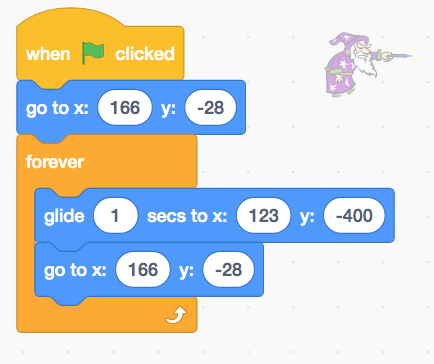 when clicked
go to x: 166 y: -28
forever
glide 1 secs to x: 123 y: -400
go to x: 166 y: -28